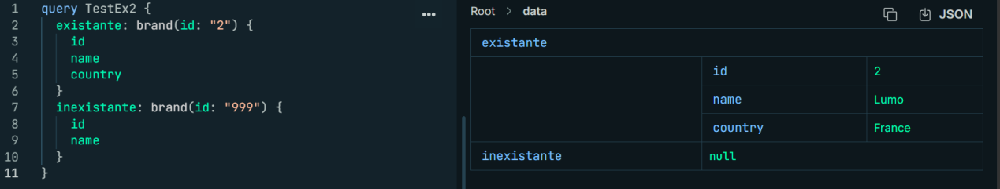 1 query TestEx2 {
2 existante: brand(id: "2") {
3 id
4 name
5 country
6 }
7 inexistante: brand(id: "999") {
8 id
9 name
10 }
11 }
Root > data
JSON
existante
id 2
name Lumo
country France
inexistante null